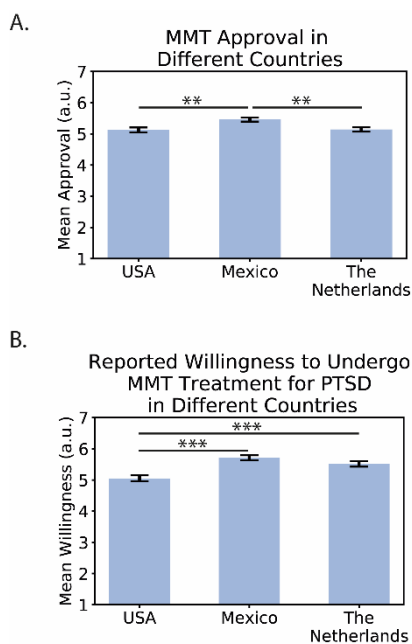 A.
MMT Approval in
Different Countries
Mean Approval (a.u.)
7
6
5
4
3
2
1
**
**
USA
Mexico
The
Netherlands
B.
Reported Willingness to Undergo
MMT Treatment for PTSD
in Different Countries
Mean Willingness (a.u.)
7
6
5
4
3
2
1
***
***
USA
Mexico
The
Netherlands